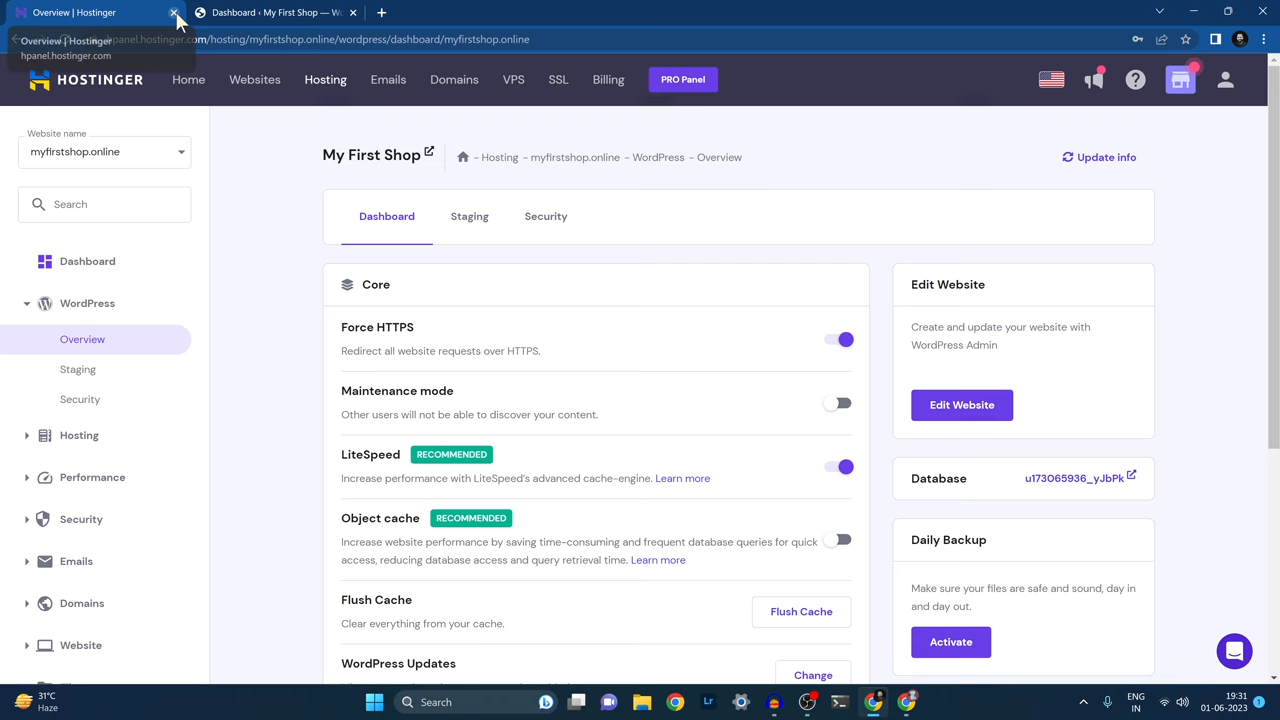 Overview | Hostinger
Dashboard ‹ My First Shop — Wo
Overview | Hostinger
hpanel.hostinger.com
hpanel.hostinger.com/hosting/myfirstshop.online/wordpress/dashboard/myfirstshop.online
HOSTINGER
Home
Websites
Hosting
Emails
Domains
VPS
SSL
Billing
PRO Panel
Website name
myfirstshop.online
Search
Dashboard
WordPress
Overview
Staging
Security
Hosting
Performance
Security
Emails
Domains
Website
My First Shop
- Hosting - myfirstshop.online - WordPress - Overview
Update info
Dashboard
Staging
Security
Core
Force HTTPS
Redirect all website requests over HTTPS.
Maintenance mode
Other users will not be able to discover your content.
LiteSpeed RECOMMENDED
Increase performance with LiteSpeed's advanced cache-engine. Learn more
Object cache RECOMMENDED
Increase website performance by saving time-consuming and frequent database queries for quick
access, reducing database access and query retrieval time. Learn more
Flush Cache
Clear everything from your cache.
Flush Cache
WordPress Updates
Change
Edit Website
Create and update your website with
WordPress Admin
Edit Website
Database
u173065936_yJbPk
Daily Backup
Make sure your files are safe and sound, day in
and day out.
Activate
31°C
Haze
Search
Lr
ENG
IN
19:31
01-06-2023
1